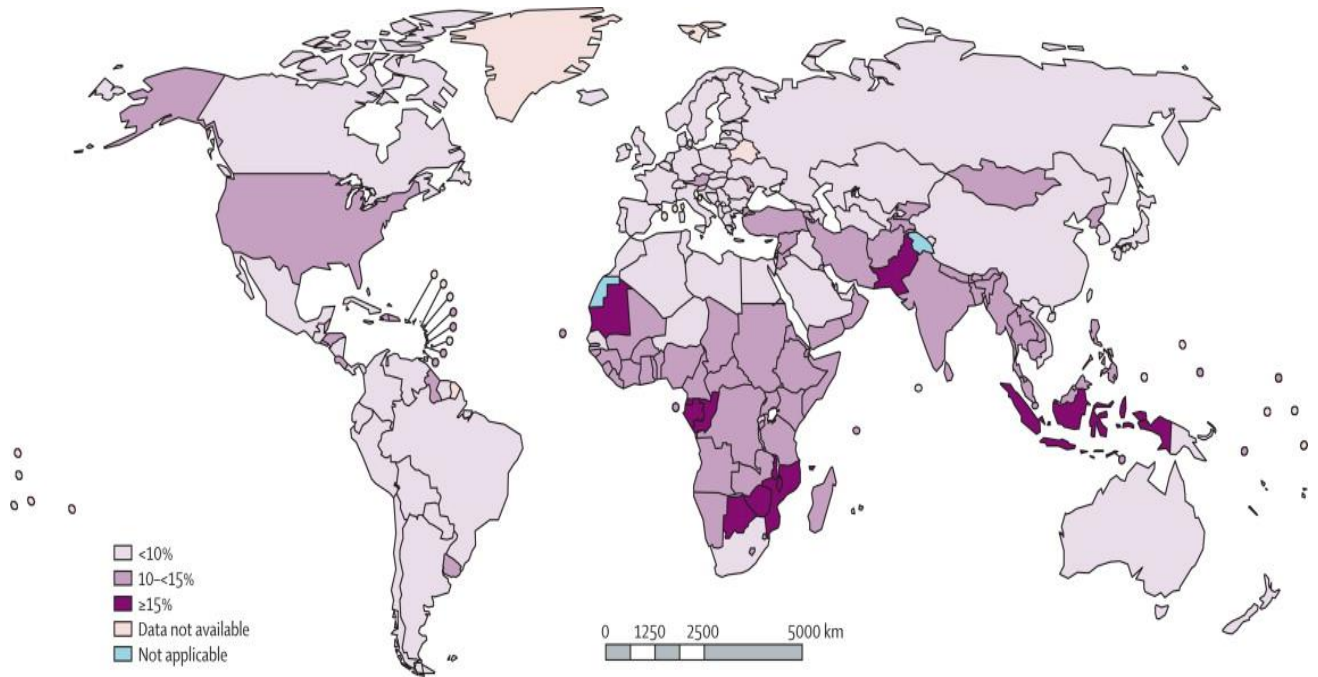 <10%
10–<15%
≥15%
Data not available
Not applicable
0 1250 2500 5000 km